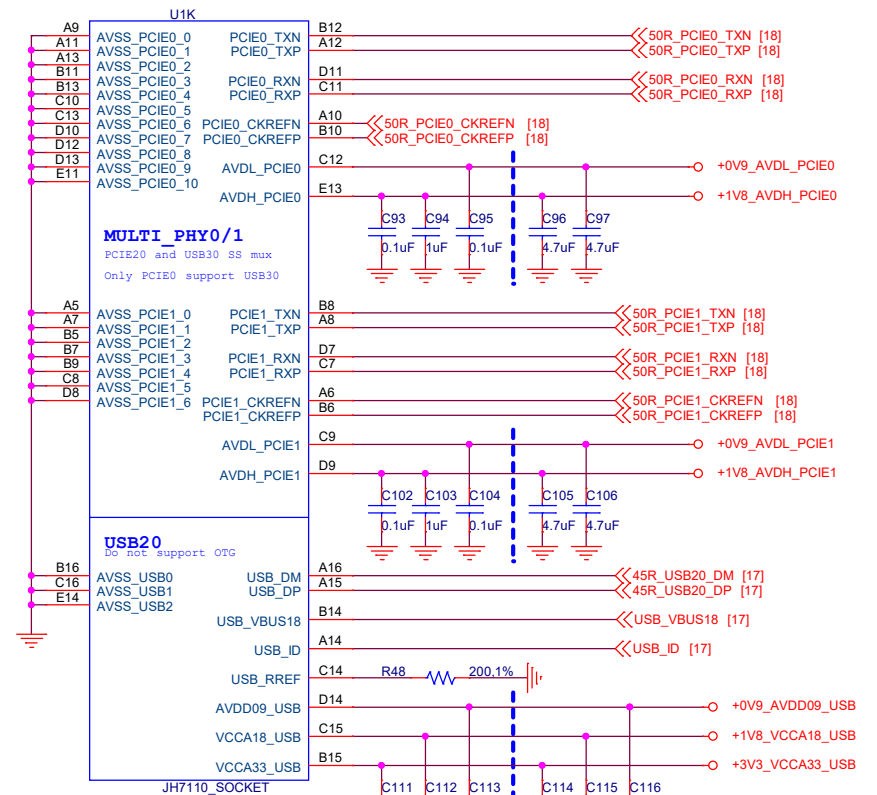 U1K
A9 AVSS_PCIE0_0 PCIE0_TXN B12 50R_PCIE0_TXN [18]
A11 AVSS_PCIE0_1 PCIE0_TXP A12 50R_PCIE0_TXP [18]
A13 AVSS_PCIE0_2
B11 AVSS_PCIE0_3 PCIE0_RXN D11 50R_PCIE0_RXN [18]
B13 AVSS_PCIE0_4 PCIE0_RXP C11 50R_PCIE0_RXP [18]
C10 AVSS_PCIE0_5
C13 AVSS_PCIE0_6 PCIE0_CKREFN A10 50R_PCIE0_CKREFN [18]
D10 AVSS_PCIE0_7 PCIE0_CKREFP B10 50R_PCIE0_CKREFP [18]
D12 AVSS_PCIE0_8
D13 AVSS_PCIE0_9 AVDL_PCIE0 C12 +0V9_AVDL_PCIE0
E11 AVSS_PCIE0_10
AVDH_PCIE0 E13 +1V8_AVDH_PCIE0
C93 C94 C95 C96 C97
0.1uF 1uF 0.1uF 4.7uF 4.7uF
MULTI_PHY0/1
PCIE20 and USB30 SS mux
Only PCIE0 support USB30
A5 AVSS_PCIE1_0 PCIE1_TXN B8 50R_PCIE1_TXN [18]
A7 AVSS_PCIE1_1 PCIE1_TXP A8 50R_PCIE1_TXP [18]
B5 AVSS_PCIE1_2
B7 AVSS_PCIE1_3 PCIE1_RXN D7 50R_PCIE1_RXN [18]
B9 AVSS_PCIE1_4 PCIE1_RXP C7 50R_PCIE1_RXP [18]
C8 AVSS_PCIE1_5
D8 AVSS_PCIE1_6 PCIE1_CKREFN A6 50R_PCIE1_CKREFN [18]
PCIE1_CKREFP B6 50R_PCIE1_CKREFP [18]
AVDL_PCIE1 C9 +0V9_AVDL_PCIE1
AVDH_PCIE1 D9 +1V8_AVDH_PCIE1
C102 C103 C104 C105 C106
0.1uF 1uF 0.1uF 4.7uF 4.7uF
USB20
Do not support OTG
B16 AVSS_USB0 USB_DM A16 45R_USB20_DM [17]
C16 AVSS_USB1 USB_DP A15 45R_USB20_DP [17]
E14 AVSS_USB2
USB_VBUS18 B14 USB_VBUS18 [17]
USB_ID A14 USB_ID [17]
USB_RREF C14 R48 200,1%
AVDD09_USB D14 +0V9_AVDD09_USB
VCCA18_USB C15 +1V8_VCCA18_USB
VCCA33_USB B15 +3V3_VCCA33_USB
JH7110_SOCKET C111 C112 C113 C114 C115 C116